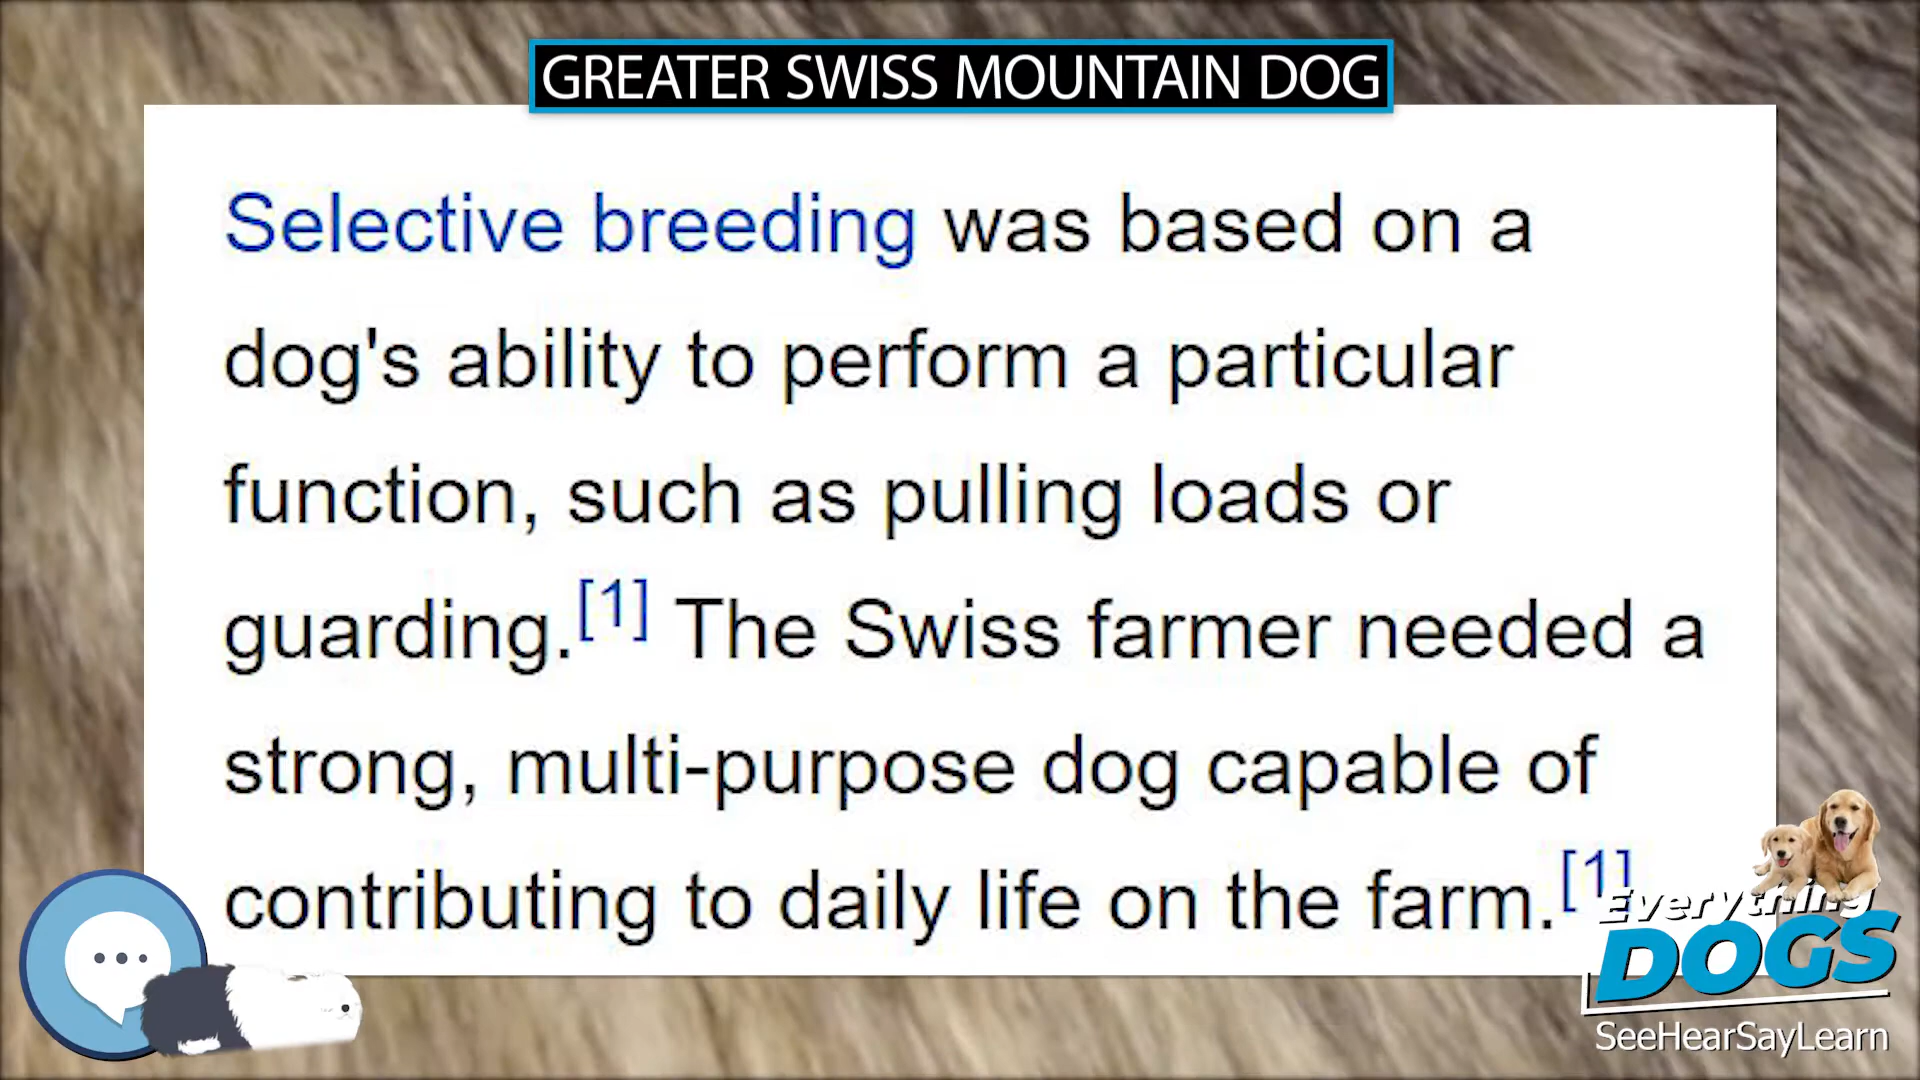 GREATER SWISS MOUNTAIN DOG
Selective breeding was based on a
dog's ability to perform a particular
function, such as pulling loads or
guarding.[1] The Swiss farmer needed a
strong, multi-purpose dog capable of
contributing to daily life on the farm.[1]
Everything
DOGS
SeeHearSayLearn